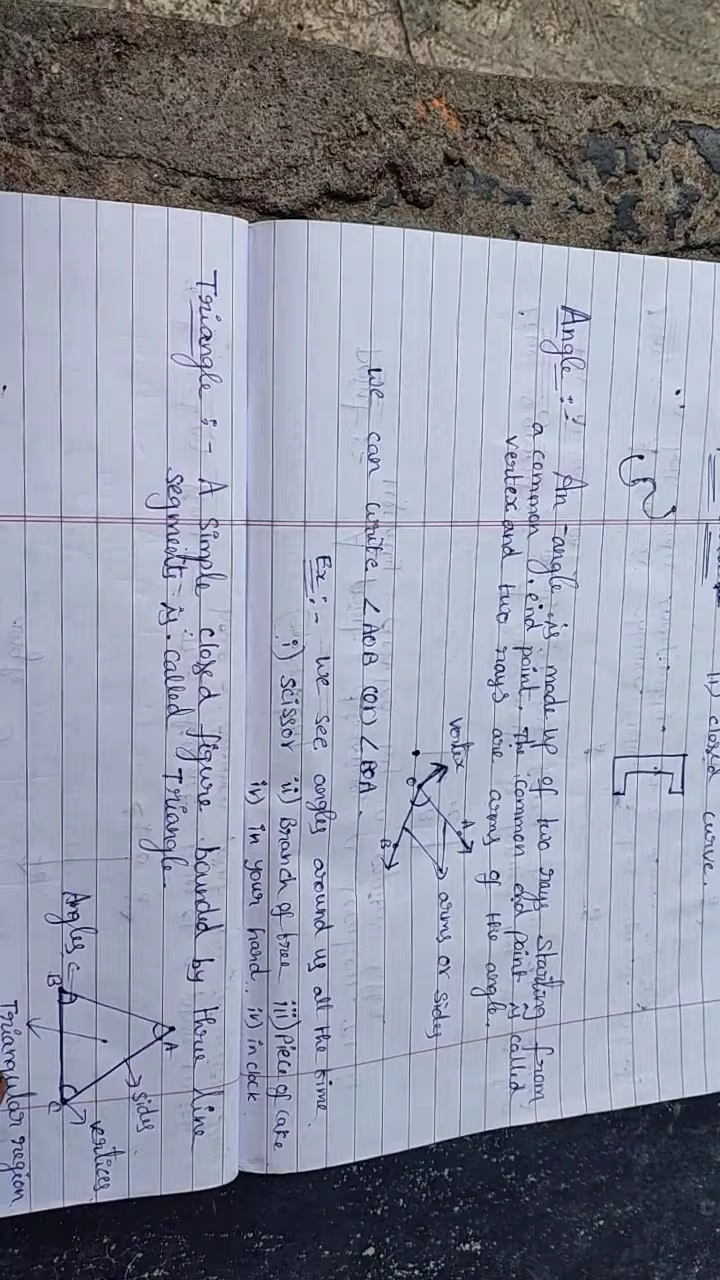 ii) closed curve.
Angle :- An angle is made up of two rays starting from
a common end point. The common end point is called
vertex and two rays are arms of the angle.
vertex
A
arms or sides
O
B
We can write ∠AOB (or) ∠BOA.
Ex :- we see angles around us all the time.
i) scissor ii) Branch of tree iii) piece of cake
iv) in your hand.. iv) in clock.
Triangle :- A simple closed figure bounded by three line
segments is called Triangle.
A
sides
Angles
B
C
vertices
Triangular region